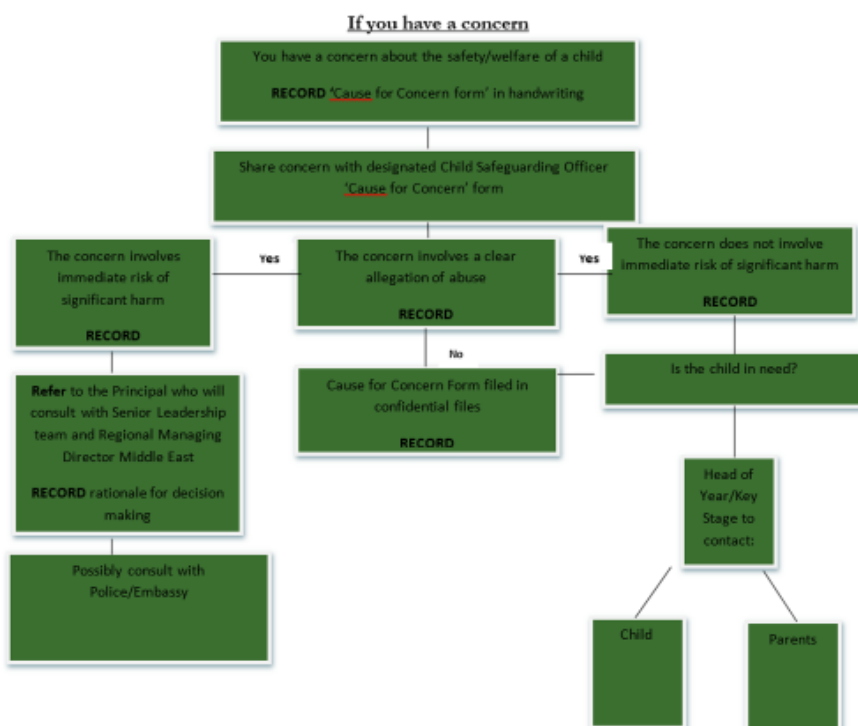 If you have a concern
You have a concern about the safety/welfare of a child
RECORD ‘Cause for Concern form’ in handwriting
Share concern with designated Child Safeguarding Officer
‘Cause for Concern’ form
The concern involves
immediate risk of
significant harm
RECORD
Yes
The concern involves a clear
allegation of abuse
RECORD
Yes
The concern does not involve
immediate risk of significant harm
RECORD
No
Refer to the Principal who will
consult with Senior Leadership
team and Regional Managing
Director Middle East
RECORD rationale for decision
making
Cause for Concern Form filed in
confidential files
RECORD
Is the child in need?
Head of
Year/Key
Stage to
contact:
Possibly consult with
Police/Embassy
Child
Parents